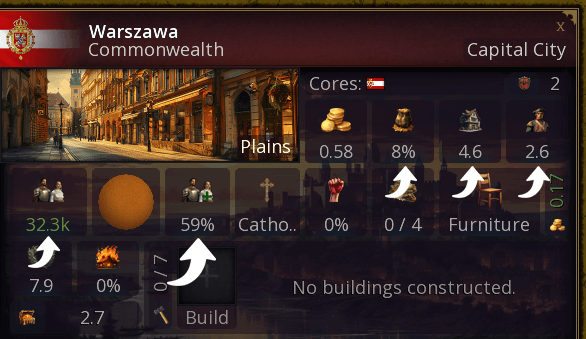 Warszawa
Commonwealth
Capital City
x
Cores:
2
Plains
0.58
8%
4.6
2.6
32.3k
59%
Catho..
0%
0 / 4
Furniture
0.17
7.9
0%
0 / 7
No buildings constructed.
2.7
Build